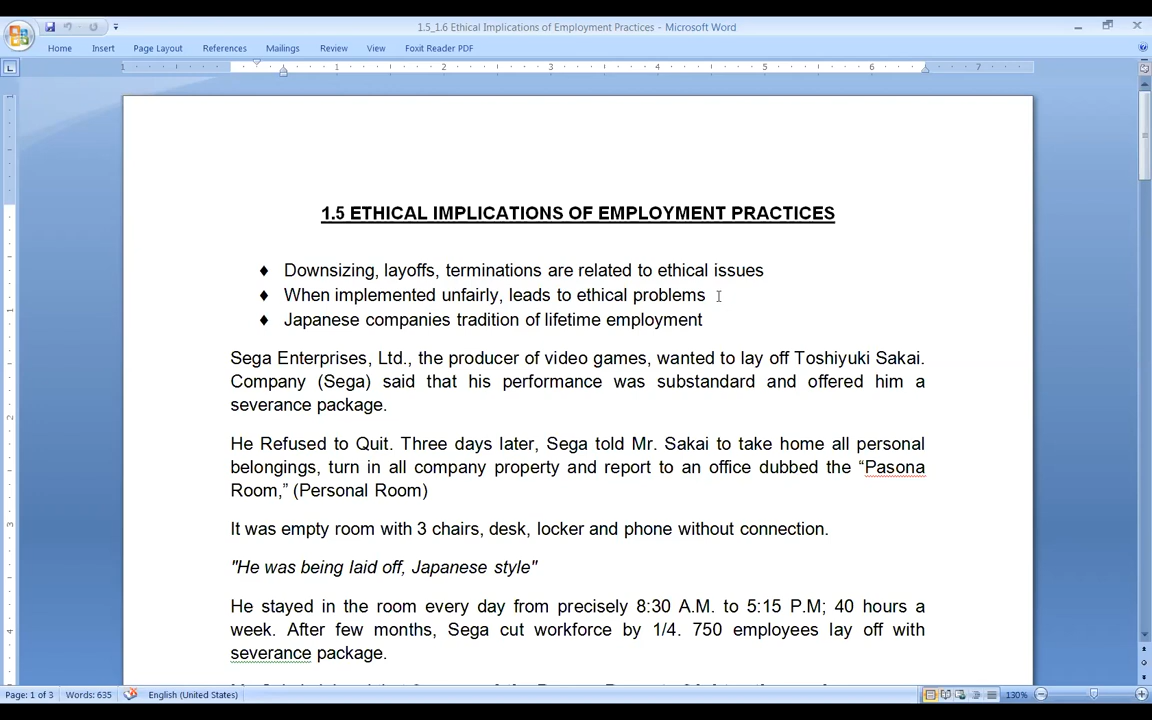 1.5_1.6 Ethical Implications of Employment Practices - Microsoft Word
Home Insert Page Layout References Mailings Review View Foxit Reader PDF
1 1 2 3 4 5 6 7
1.5 ETHICAL IMPLICATIONS OF EMPLOYMENT PRACTICES
♦ Downsizing, layoffs, terminations are related to ethical issues
♦ When implemented unfairly, leads to ethical problems
♦ Japanese companies tradition of lifetime employment
Sega Enterprises, Ltd., the producer of video games, wanted to lay off Toshiyuki Sakai.
Company (Sega) said that his performance was substandard and offered him a
severance package.
He Refused to Quit. Three days later, Sega told Mr. Sakai to take home all personal
belongings, turn in all company property and report to an office dubbed the “Pasona
Room,” (Personal Room)
It was empty room with 3 chairs, desk, locker and phone without connection.
"He was being laid off, Japanese style"
He stayed in the room every day from precisely 8:30 A.M. to 5:15 P.M; 40 hours a
week. After few months, Sega cut workforce by 1/4. 750 employees lay off with
severance package.
Page: 1 of 3 Words: 635 English (United States) 130%